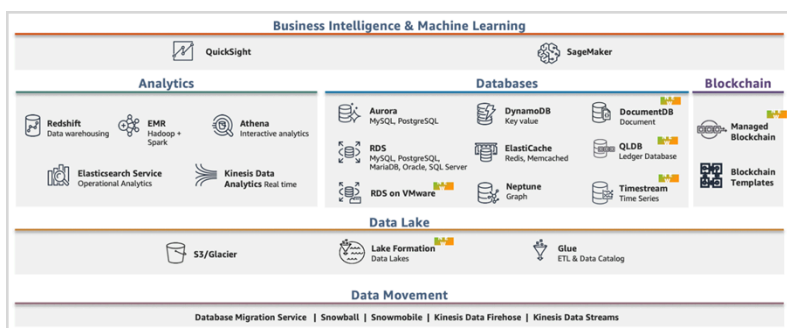 Business Intelligence & Machine Learning
QuickSight
SageMaker
Analytics
Redshift
Data warehousing
EMR
Hadoop +
Spark
Athena
Interactive analytics
Elasticsearch Service
Operational Analytics
Kinesis Data
Analytics Real time
Databases
Aurora
MySQL, PostgreSQL
DynamoDB
Key value
DocumentDB
Document
RDS
MySQL, PostgreSQL,
MariaDB, Oracle, SQL Server
ElastiCache
Redis, Memcached
QLDB
Ledger Database
RDS on VMware
Neptune
Graph
Timestream
Time Series
Blockchain
Managed
Blockchain
Blockchain
Templates
Data Lake
S3/Glacier
Lake Formation
Data Lakes
Glue
ETL & Data Catalog
Data Movement
Database Migration Service | Snowball | Snowmobile | Kinesis Data Firehose | Kinesis Data Streams